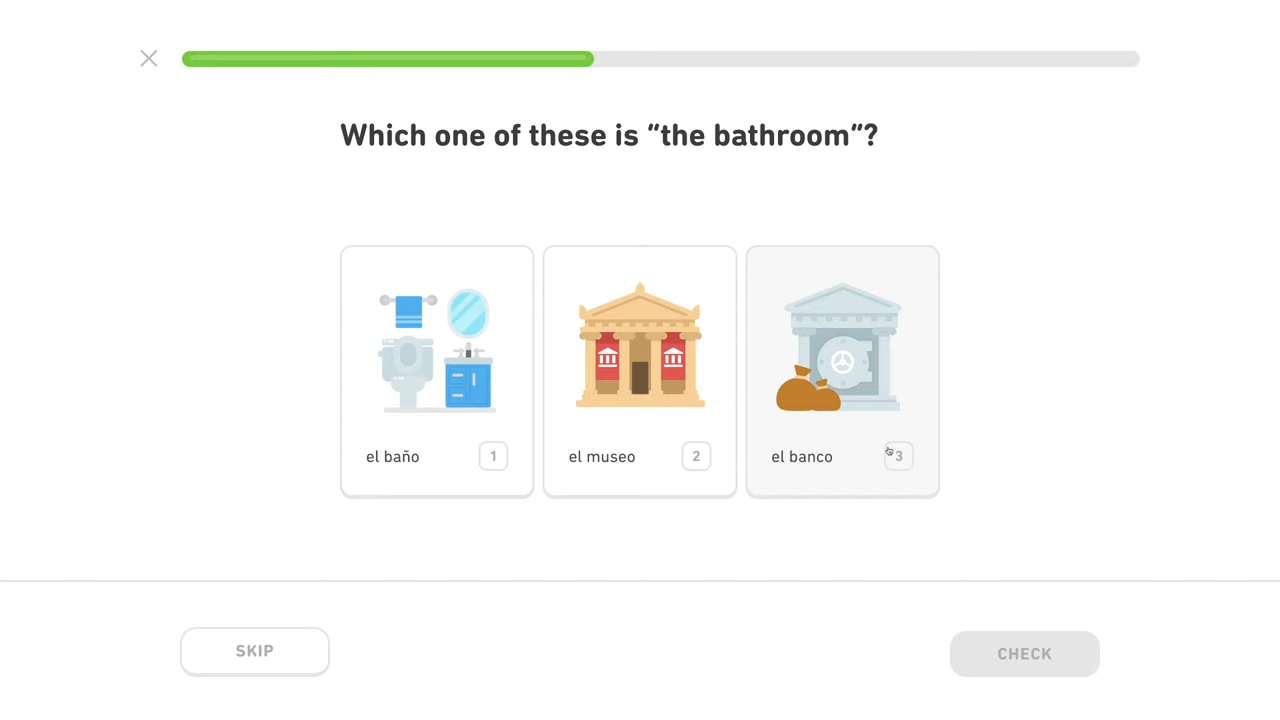 Which one of these is “the bathroom”?
el baño 1
el museo 2
el banco 3
SKIP
CHECK